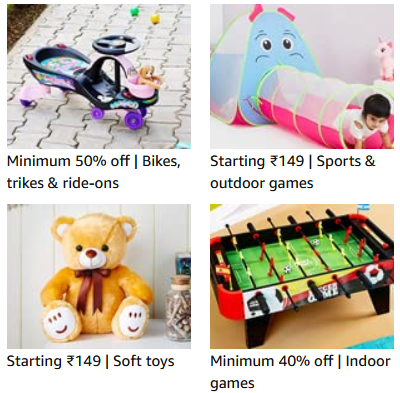 Minimum 50% off | Bikes,
trikes & ride-ons
Starting ₹149 | Sports &
outdoor games
Starting ₹149 | Soft toys
Minimum 40% off | Indoor
games